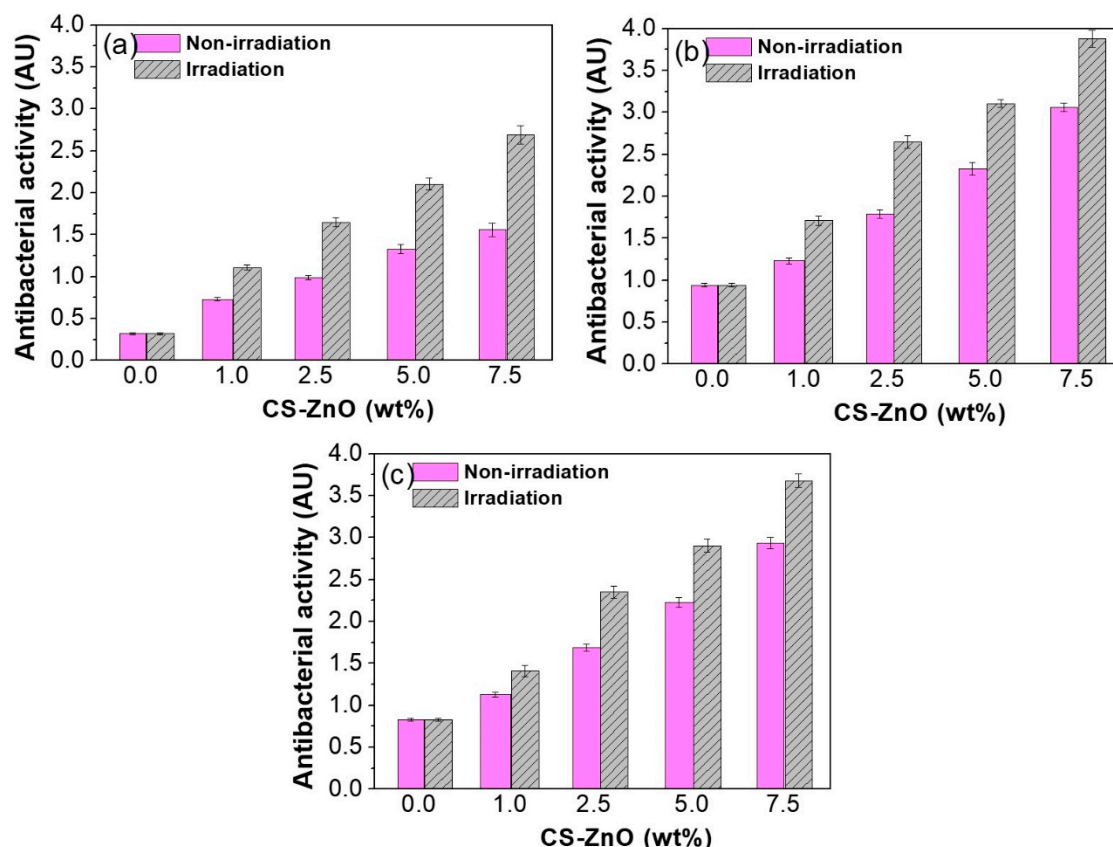 (a)
Non-irradiation
Irradiation
Antibacterial activity (AU)
4.0
3.5
3.0
2.5
2.0
1.5
1.0
0.5
0.0
0.0 1.0 2.5 5.0 7.5
CS-ZnO (wt%)
(b)
Non-irradiation
Irradiation
Antibacterial activity (AU)
4.0
3.5
3.0
2.5
2.0
1.5
1.0
0.5
0.0
0.0 1.0 2.5 5.0 7.5
CS-ZnO (wt%)
(c)
Non-irradiation
Irradiation
Antibacterial activity (AU)
4.0
3.5
3.0
2.5
2.0
1.5
1.0
0.5
0.0
0.0 1.0 2.5 5.0 7.5
CS-ZnO (wt%)